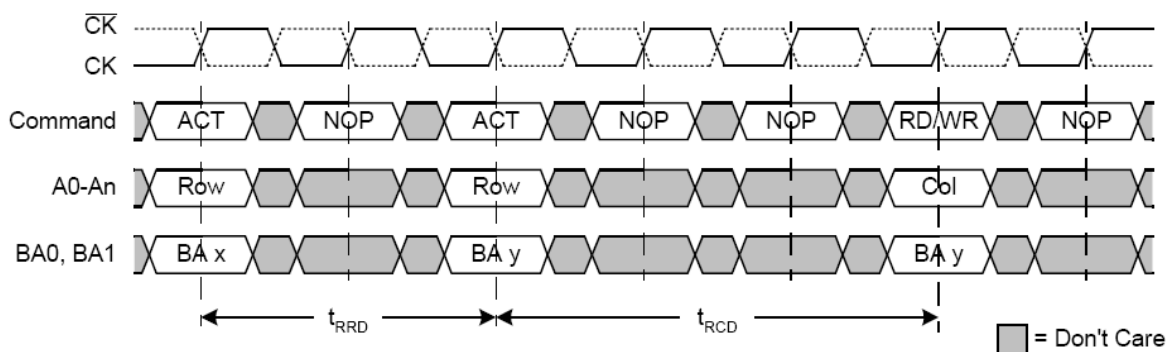 CK
CK
Command ACT NOP ACT NOP NOP RD/WR NOP
A0-An Row Row Col
BA0, BA1 BA x BA y BA y
tRRD tRCD
= Don't Care